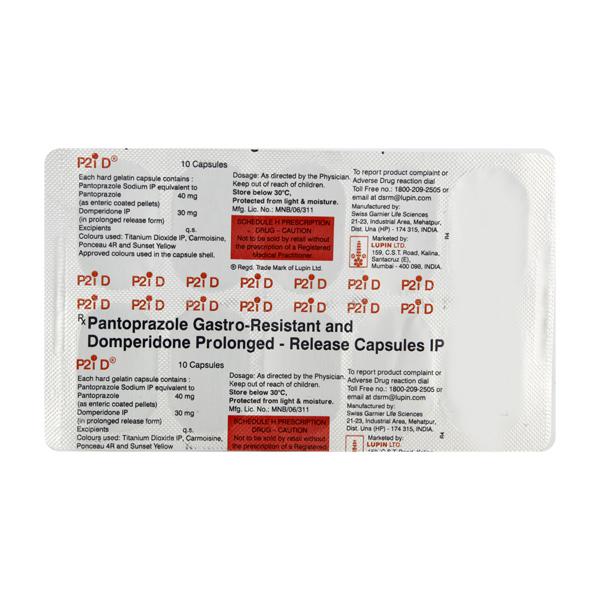 P2i D®
10 Capsules
Each hard gelatin capsule contains :
Pantoprazole Sodium IP equivalent to
Pantoprazole 40 mg
(as enteric coated pellets)
Domperidone IP 30 mg
(in prolonged release form)
Excipients q.s.
Colours used: Titanium Dioxide IP, Carmoisine,
Ponceau 4R and Sunset Yellow
Approved colours used in the capsule shell.
Dosage: As directed by the Physician.
Keep out of reach of children.
Store below 30°C,
Protected from light & moisture.
Mfg. Lic. No.: MNB/06/311
SCHEDULE H PRESCRIPTION
DRUG - CAUTION
Not to be sold by retail without
the prescription of a Registered
Medical Practitioner.
® Regd. Trade Mark of Lupin Ltd.
To report product complaint or
Adverse Drug reaction dial
Toll Free no.: 1800-209-2505 or
email at dsrm@lupin.com
Manufactured by:
Swiss Garnier Life Sciences
21-23, Industrial Area, Mehatpur,
Dist. Una (HP) - 174 315, INDIA.
Marketed by:
LUPIN LTD.
159, C.S.T. Road, Kalina,
Santacruz (E),
Mumbai - 400 098, INDIA.
R4
P2i D P2i D P2i D P2i D P2i D P2i D P2i D
P2i D P2i D P2i D P2i D P2i D P2i D P2i D
Rx Pantoprazole Gastro-Resistant and
Domperidone Prolonged - Release Capsules IP
P2i D®
10 Capsules
Each hard gelatin capsule contains :
Pantoprazole Sodium IP equivalent to
Pantoprazole 40 mg
(as enteric coated pellets)
Domperidone IP 30 mg
(in prolonged release form)
Excipients q.s.
Colours used: Titanium Dioxide IP, Carmoisine,
Ponceau 4R and Sunset Yellow
Dosage: As directed by the Physician.
Keep out of reach of children.
Store below 30°C,
Protected from light & moisture.
Mfg. Lic. No.: MNB/06/311
SCHEDULE H PRESCRIPTION
DRUG - CAUTION
Not to be sold by retail without
the prescription of a Registered
To report product complaint or
Adverse Drug reaction dial
Toll Free no.: 1800-209-2505 or
email at dsrm@lupin.com
Manufactured by:
Swiss Garnier Life Sciences
21-23, Industrial Area, Mehatpur,
Dist. Una (HP) - 174 315, INDIA.
Marketed by:
LUPIN LTD.
R4